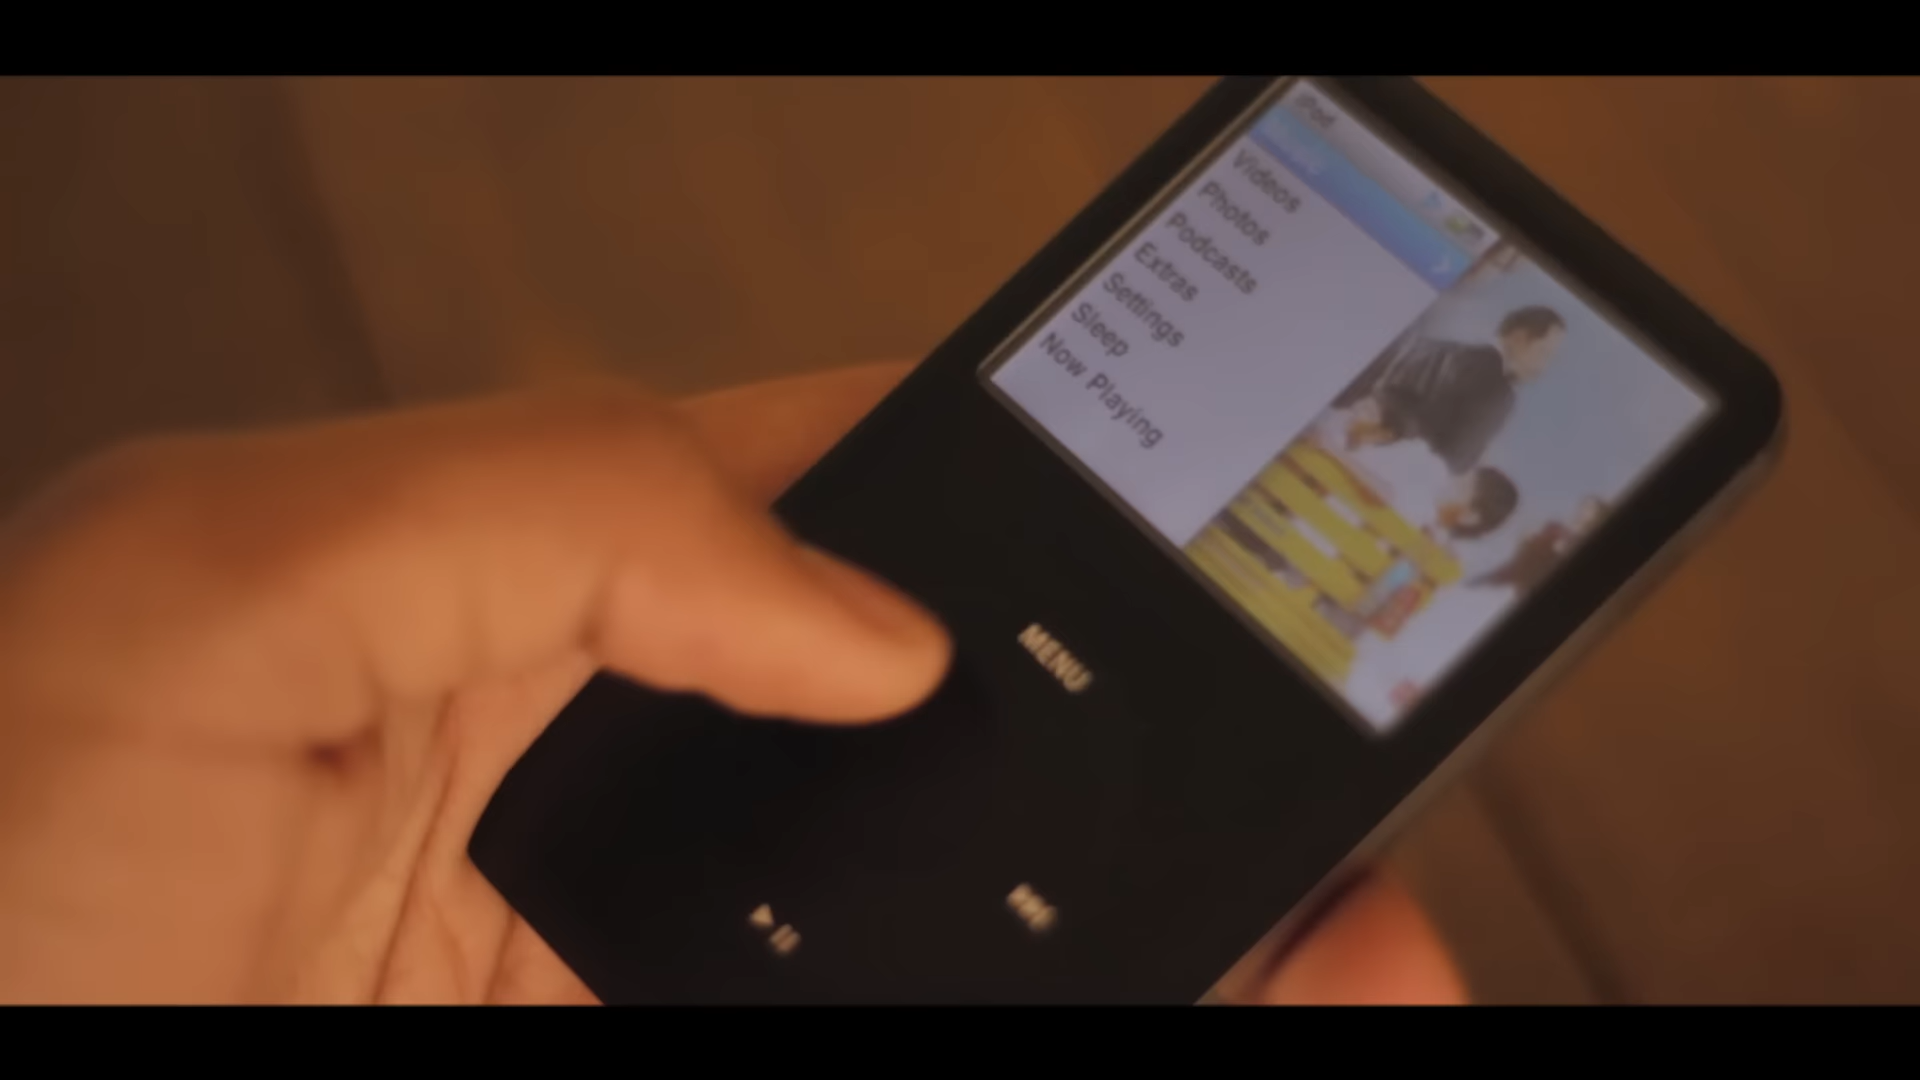 iPod
Videos
Photos
Podcasts
Extras
Settings
Sleep
Now Playing
MENU